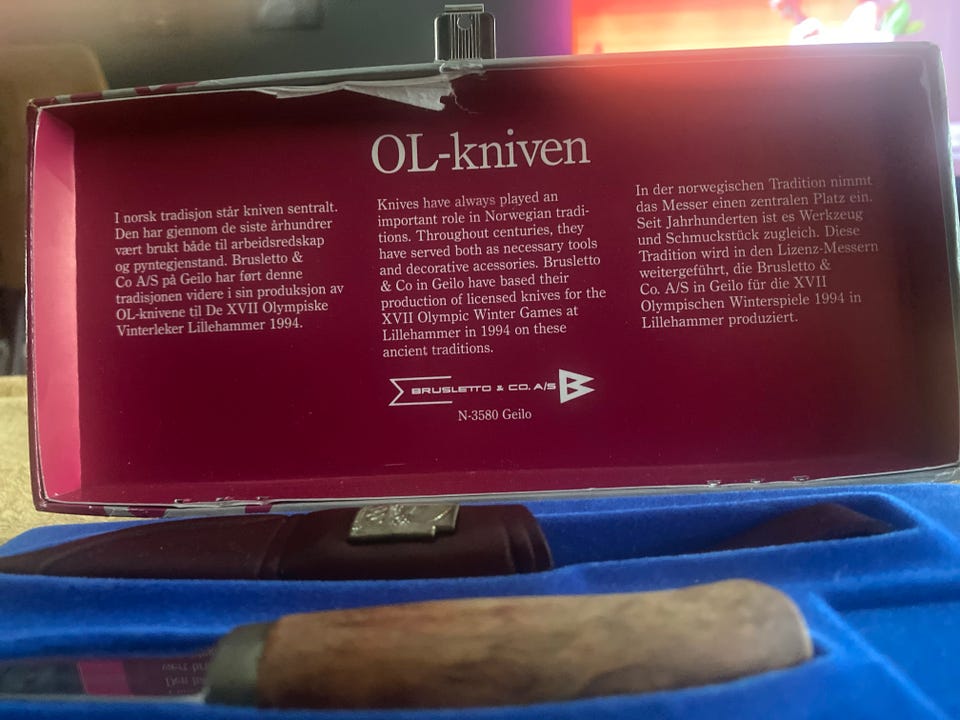 OL-kniven
I norsk tradisjon står kniven sentralt.
Den har gjennom de siste århundrer
vært brukt både til arbeidsredskap
og pyntegjenstand. Brusletto &
Co A/S på Geilo har ført denne
tradisjonen videre i sin produksjon av
OL-knivene til De XVII Olympiske
Vinterleker Lillehammer 1994.
Knives have always played an
important role in Norwegian tradi-
tions. Throughout centuries, they
have served both as necessary tools
and decorative acessories. Brusletto
& Co in Geilo have based their
production of licensed knives for the
XVII Olympic Winter Games at
Lillehammer in 1994 on these
ancient traditions.
In der norwegischen Tradition nimmt
das Messer einen zentralen Platz ein.
Seit Jahrhunderten ist es Werkzeug
und Schmuckstück zugleich. Diese
Tradition wird in den Lizenz-Messern
weitergeführt, die Brusletto &
Co. A/S in Geilo für die XVII
Olympischen Winterspiele 1994 in
Lillehammer produziert.
BRUSLETTO & CO. A/S B
N-3580 Geilo